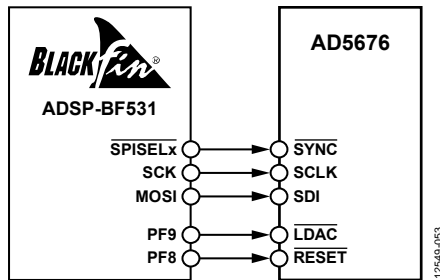 BLACKfin®
ADSP-BF531
AD5676
SPISELx
SYNC
SCK
SCLK
MOSI
SDI
PF9
LDAC
PF8
RESET
12549-053